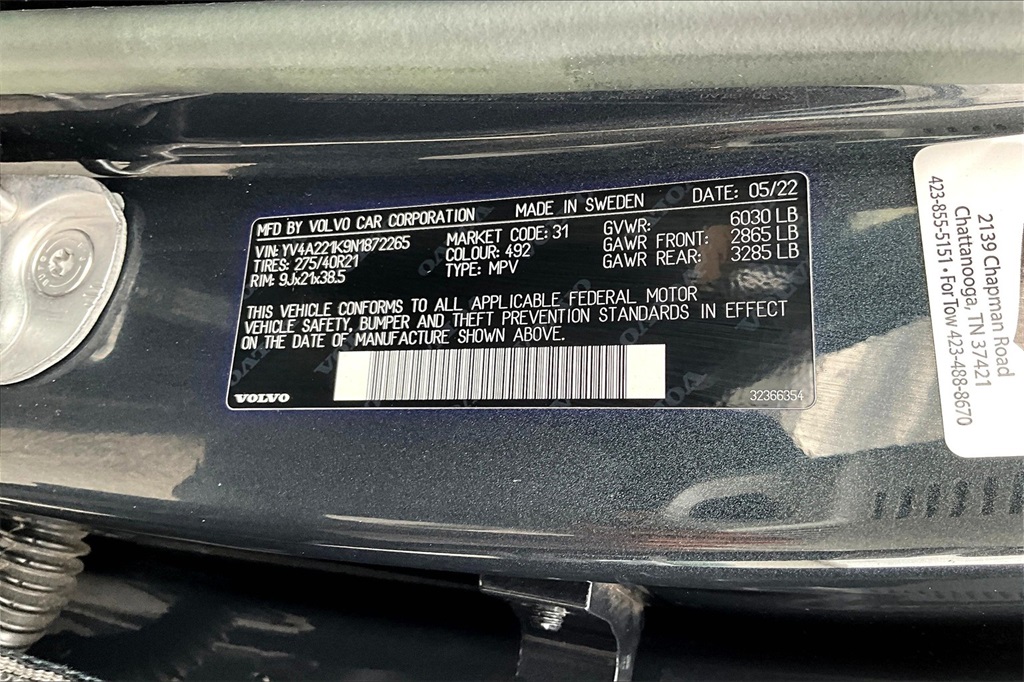 MFD BY VOLVO CAR CORPORATION MADE IN SWEDEN DATE: 05/22
VIN: YV4A221K9N1872265 MARKET CODE: 31 GVWR: 6030 LB
TIRES: 275/40R21 COLOUR: 492 GAWR FRONT: 2865 LB
RIM: 9Jx21x38.5 TYPE: MPV GAWR REAR: 3285 LB
THIS VEHICLE CONFORMS TO ALL APPLICABLE FEDERAL MOTOR
VEHICLE SAFETY, BUMPER AND THEFT PREVENTION STANDARDS IN EFFECT
ON THE DATE OF MANUFACTURE SHOWN ABOVE.
VOLVO 32366354
2139 Chapman Road
Chattanooga, TN 37421
423-855-5151 • For Tow 423-488-8670